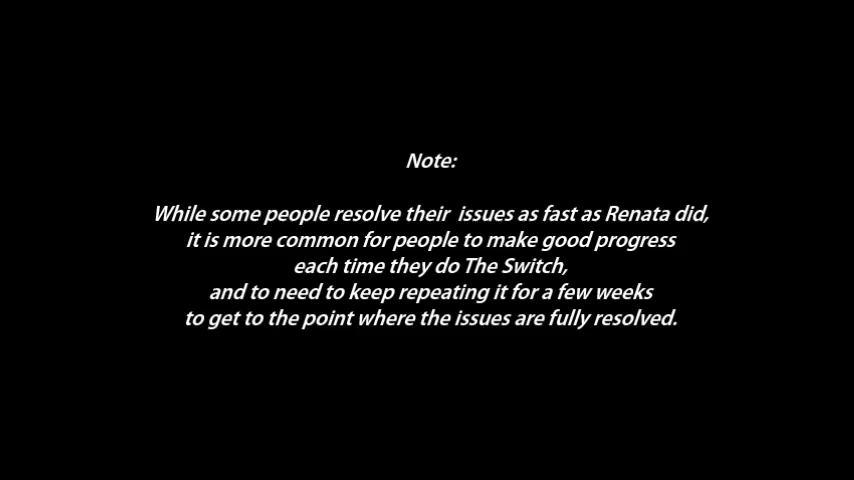 Note:
While some people resolve their issues as fast as Renata did,
it is more common for people to make good progress
each time they do The Switch,
and to need to keep repeating it for a few weeks
to get to the point where the issues are fully resolved.